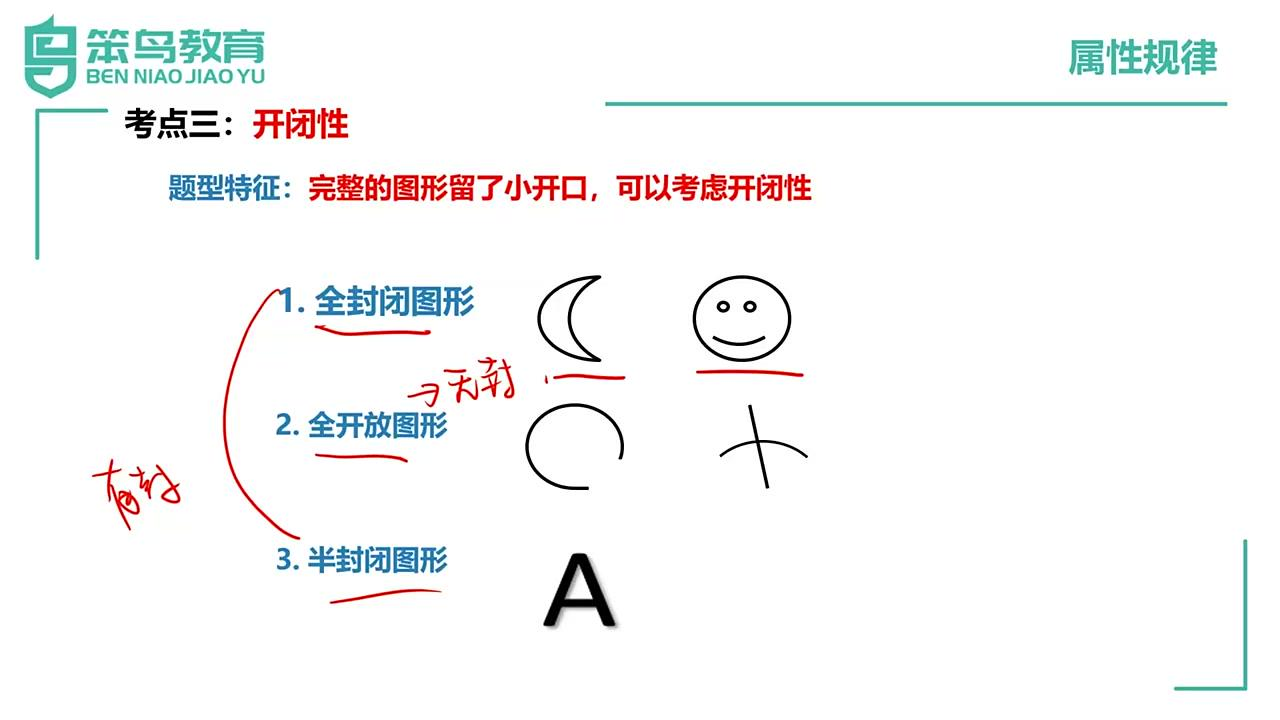 笨鸟教育
BEN NIAO JIAO YU
属性规律
考点三：开闭性
题型特征：完整的图形留了小开口，可以考虑开闭性
1. 全封闭图形
→无封
2. 全开放图形
有封
3. 半封闭图形
A